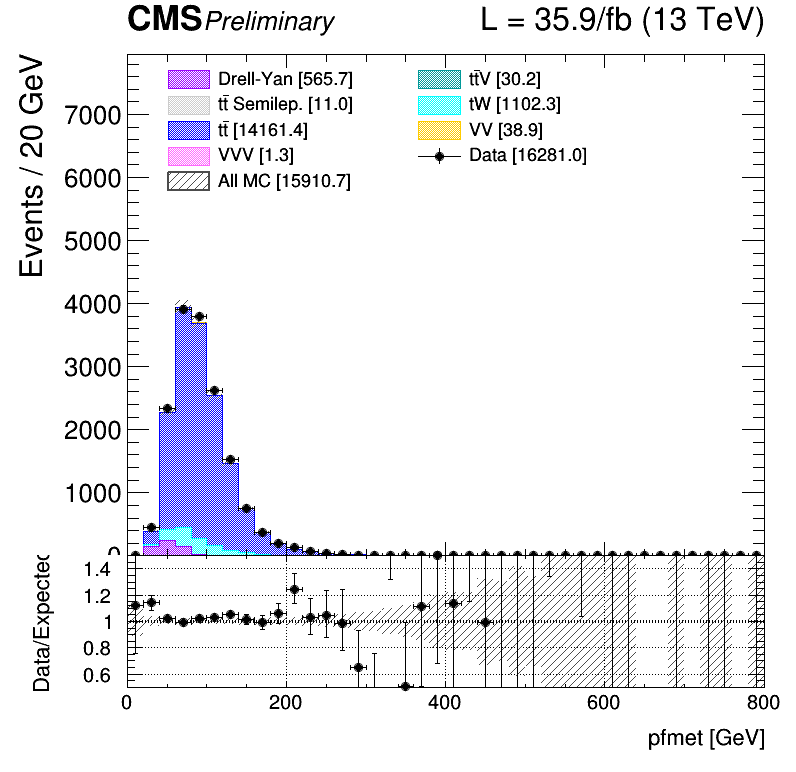 CMS Preliminary L = 35.9/fb (13 TeV)
Events / 20 GeV
Drell-Yan [565.7]
tt̄ Semilep. [11.0]
tt̄ [14161.4]
VVV [1.3]
All MC [15910.7]
tt̄V [30.2]
tW [1102.3]
VV [38.9]
Data [16281.0]
7000
6000
5000
4000
3000
2000
1000
0
Data/Expected
1.4
1.2
1
0.8
0.6
0 200 400 600 800
pfmet [GeV]